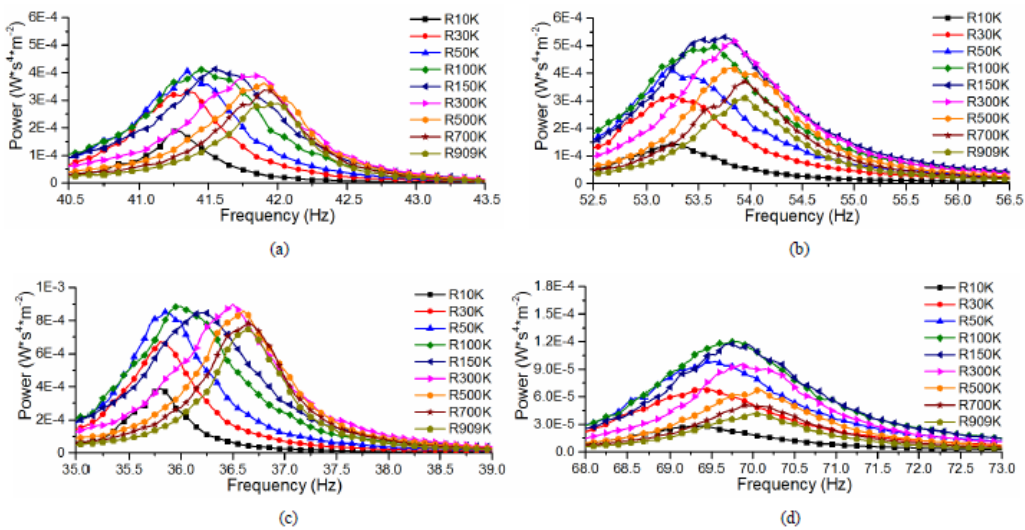 (a)
Power (W*s⁴*m⁻²)
6E-4
5E-4
4E-4
3E-4
2E-4
1E-4
0
40.5 41.0 41.5 42.0 42.5 43.0 43.5
Frequency (Hz)
R10K
R30K
R50K
R100K
R150K
R300K
R500K
R700K
R909K
(b)
Power (W*s⁴*m⁻²)
6E-4
5E-4
4E-4
3E-4
2E-4
1E-4
0
52.5 53.0 53.5 54.0 54.5 55.0 55.5 56.0 56.5
Frequency (Hz)
R10K
R30K
R50K
R100K
R150K
R300K
R500K
R700K
R909K
(c)
Power (W*s⁴*m⁻²)
1E-3
8E-4
6E-4
4E-4
2E-4
0
35.0 35.5 36.0 36.5 37.0 37.5 38.0 38.5 39.0
Frequency (Hz)
R10K
R30K
R50K
R100K
R150K
R300K
R500K
R700K
R909K
(d)
Power (W*s⁴*m⁻²)
1.8E-4
1.5E-4
1.2E-4
9.0E-5
6.0E-5
3.0E-5
0.0
68.0 68.5 69.0 69.5 70.0 70.5 71.0 71.5 72.0 72.5 73.0
Frequency (Hz)
R10K
R30K
R50K
R100K
R150K
R300K
R500K
R700K
R909K